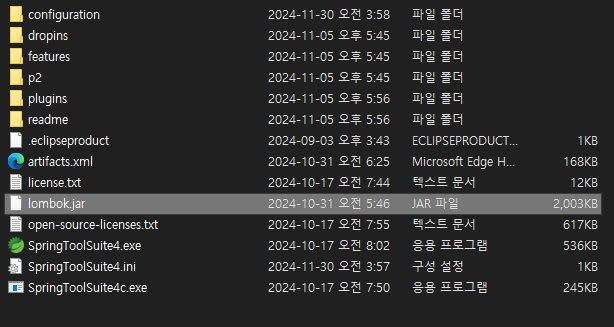 configuration 2024-11-30 오전 3:58 파일 폴더
dropins 2024-11-05 오후 5:45 파일 폴더
features 2024-11-05 오후 5:45 파일 폴더
p2 2024-11-05 오후 5:45 파일 폴더
plugins 2024-11-05 오후 5:56 파일 폴더
readme 2024-11-05 오후 5:56 파일 폴더
.eclipseproduct 2024-09-03 오후 3:43 ECLIPSEPRODUCT... 1KB
artifacts.xml 2024-10-31 오전 6:25 Microsoft Edge H... 168KB
license.txt 2024-10-17 오전 7:44 텍스트 문서 12KB
lombok.jar 2024-10-31 오전 5:46 JAR 파일 2,003KB
open-source-licenses.txt 2024-10-17 오전 7:55 텍스트 문서 617KB
SpringToolSuite4.exe 2024-10-17 오전 8:02 응용 프로그램 536KB
SpringToolSuite4.ini 2024-11-30 오전 3:57 구성 설정 1KB
SpringToolSuite4c.exe 2024-10-17 오전 7:50 응용 프로그램 245KB